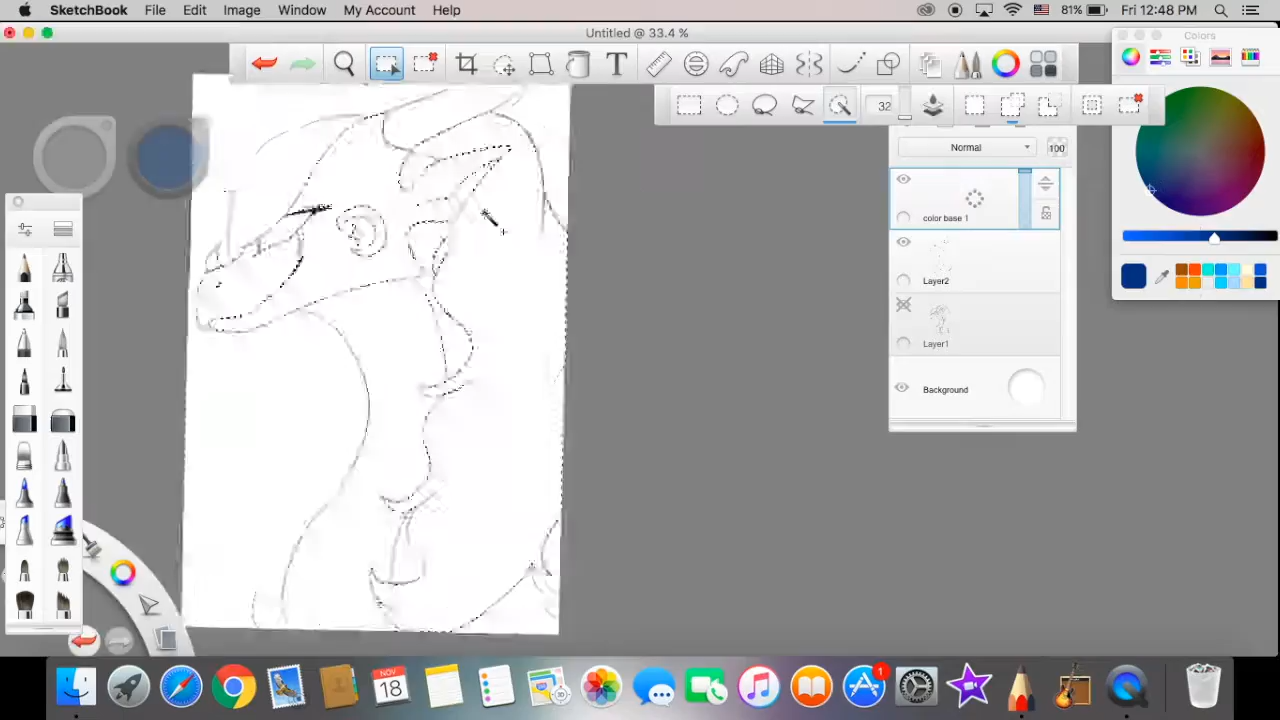 SketchBook File Edit Image Window My Account Help 81% Fri 12:48 PM
Untitled @ 33.4 %
Colors
T
32
Normal 100
color base 1
Layer2
Layer1
Background
NOV
18
1